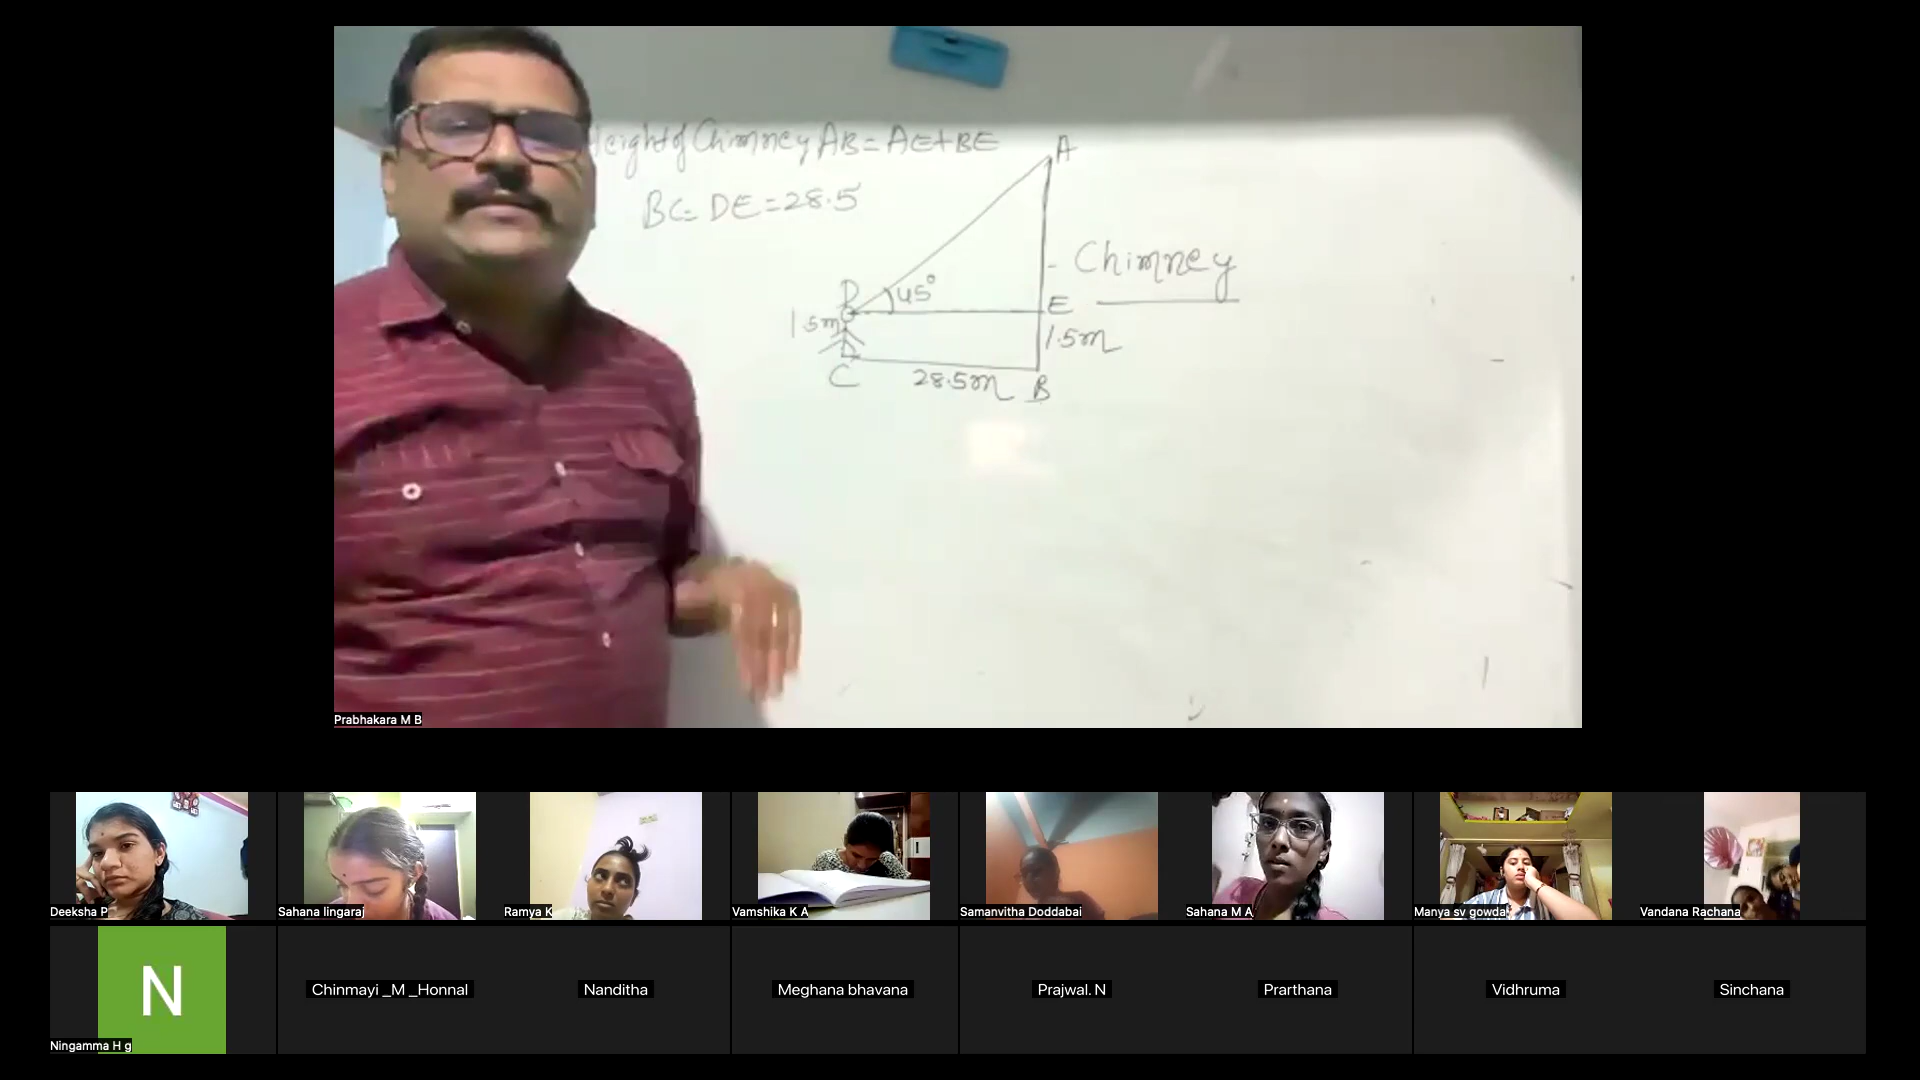 Height of Chimney AB = AE + BE
BC = DE = 28.5
A
Chimney
D
45°
E
1.5m
1.5m
C
28.5m
B
Prabhakara M B
Deeksha P
Sahana lingaraj
Ramya K
Vamshika K A
Samanvitha Doddabai
Sahana M A
Manya sv gowda
Vandana Rachana
N
Ningamma H g
Chinmayi _M _Honnal
Nanditha
Meghana bhavana
Prajwal. N
Prarthana
Vidhruma
Sinchana